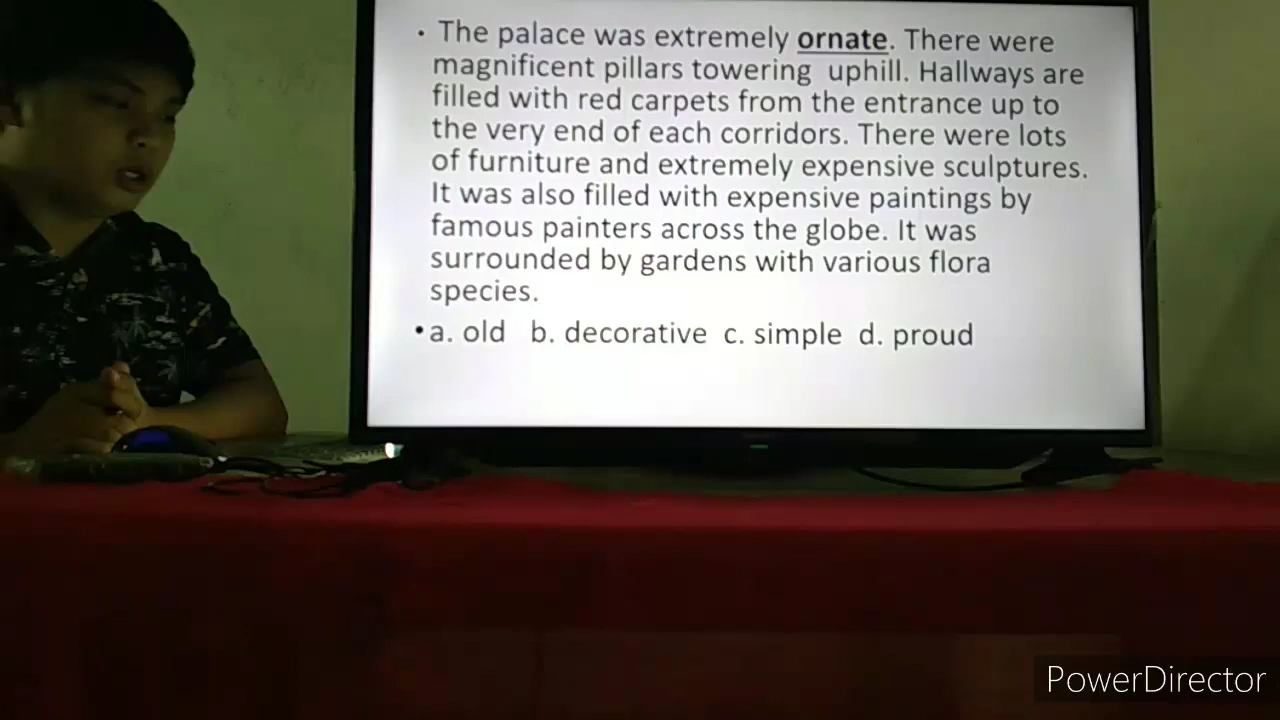 • The palace was extremely ornate. There were
magnificent pillars towering uphill. Hallways are
filled with red carpets from the entrance up to
the very end of each corridors. There were lots
of furniture and extremely expensive sculptures.
It was also filled with expensive paintings by
famous painters across the globe. It was
surrounded by gardens with various flora
species.
• a. old b. decorative c. simple d. proud
PowerDirector